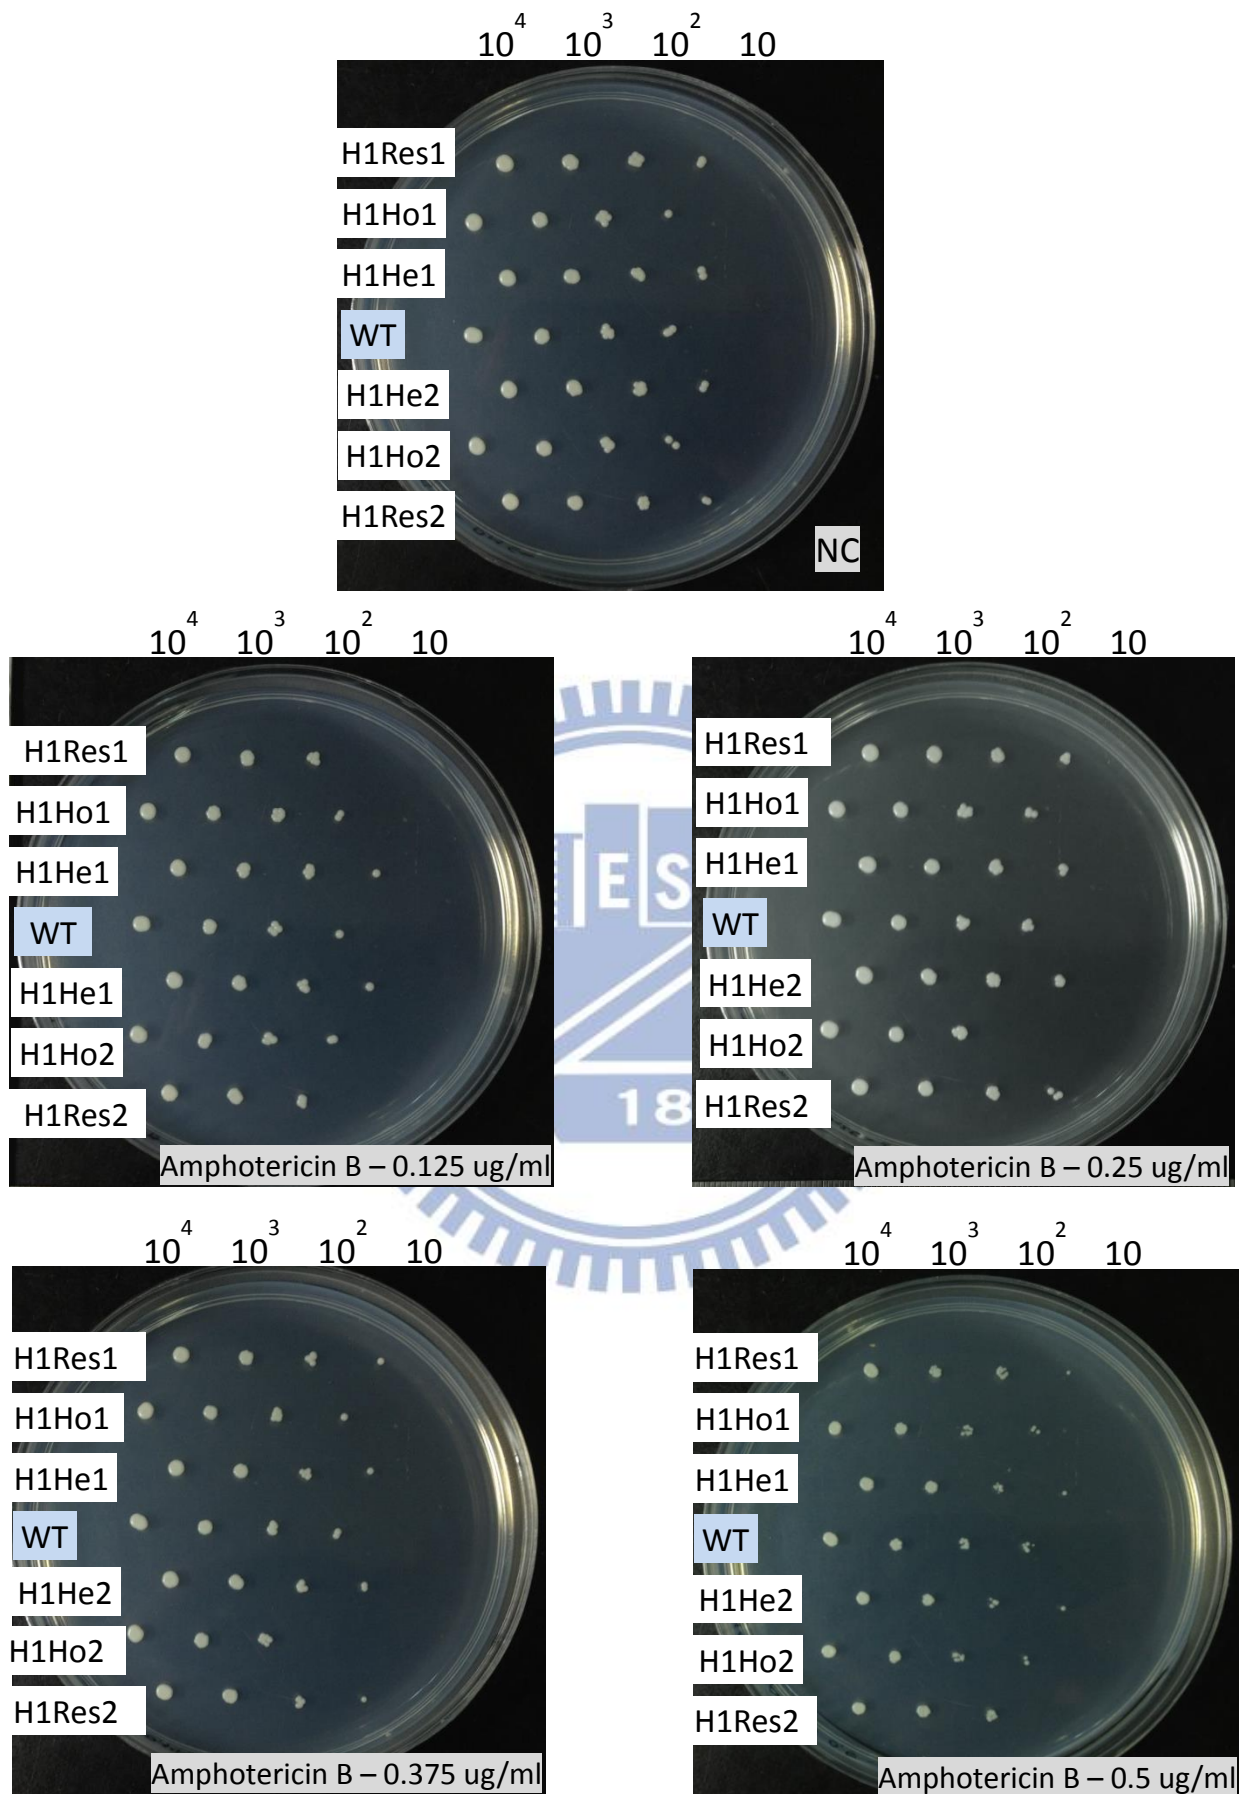 10⁴ 10³ 10² 10
H1Res1
H1Ho1
H1He1
WT
H1He2
H1Ho2
H1Res2
NC
10⁴ 10³ 10² 10
H1Res1
H1Ho1
H1He1
WT
H1He1
H1Ho2
H1Res2
Amphotericin B – 0.125 ug/ml
10⁴ 10³ 10² 10
H1Res1
H1Ho1
H1He1
WT
H1He2
H1Ho2
H1Res2
Amphotericin B – 0.25 ug/ml
ES
18
10⁴ 10³ 10² 10
H1Res1
H1Ho1
H1He1
WT
H1He2
H1Ho2
H1Res2
Amphotericin B – 0.375 ug/ml
10⁴ 10³ 10² 10
H1Res1
H1Ho1
H1He1
WT
H1He2
H1Ho2
H1Res2
Amphotericin B – 0.5 ug/ml